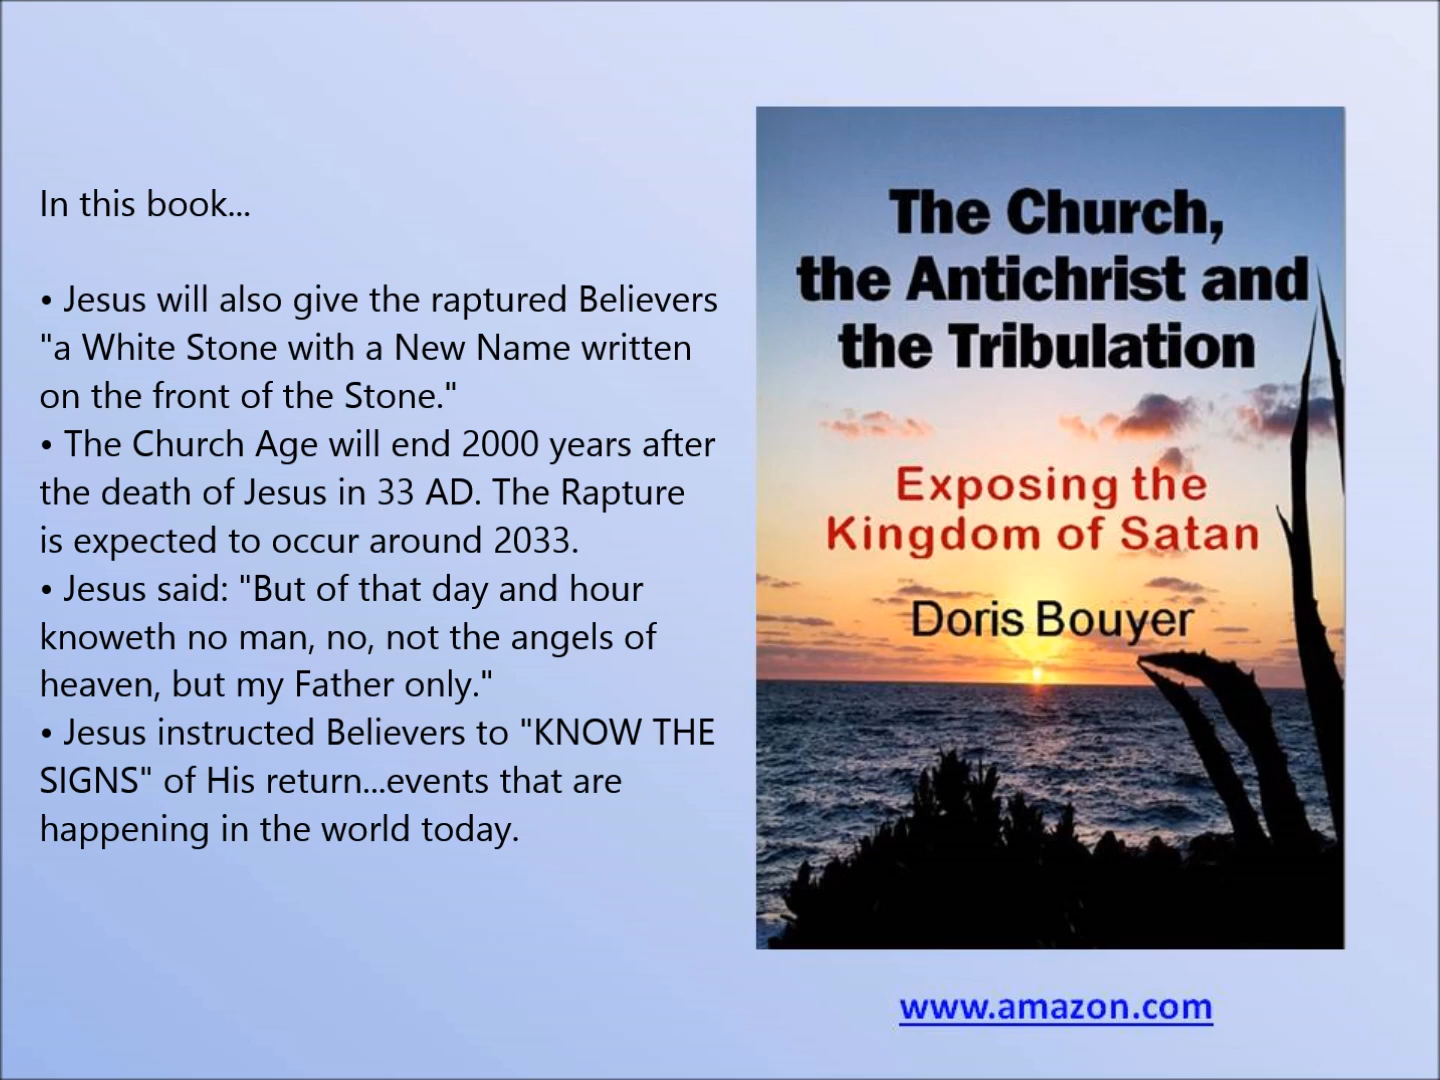 In this book...
• Jesus will also give the raptured Believers
"a White Stone with a New Name written
on the front of the Stone."
• The Church Age will end 2000 years after
the death of Jesus in 33 AD. The Rapture
is expected to occur around 2033.
• Jesus said: "But of that day and hour
knoweth no man, no, not the angels of
heaven, but my Father only."
• Jesus instructed Believers to "KNOW THE
SIGNS" of His return...events that are
happening in the world today.
The Church,
the Antichrist and
the Tribulation
Exposing the
Kingdom of Satan
Doris Bouyer
www.amazon.com